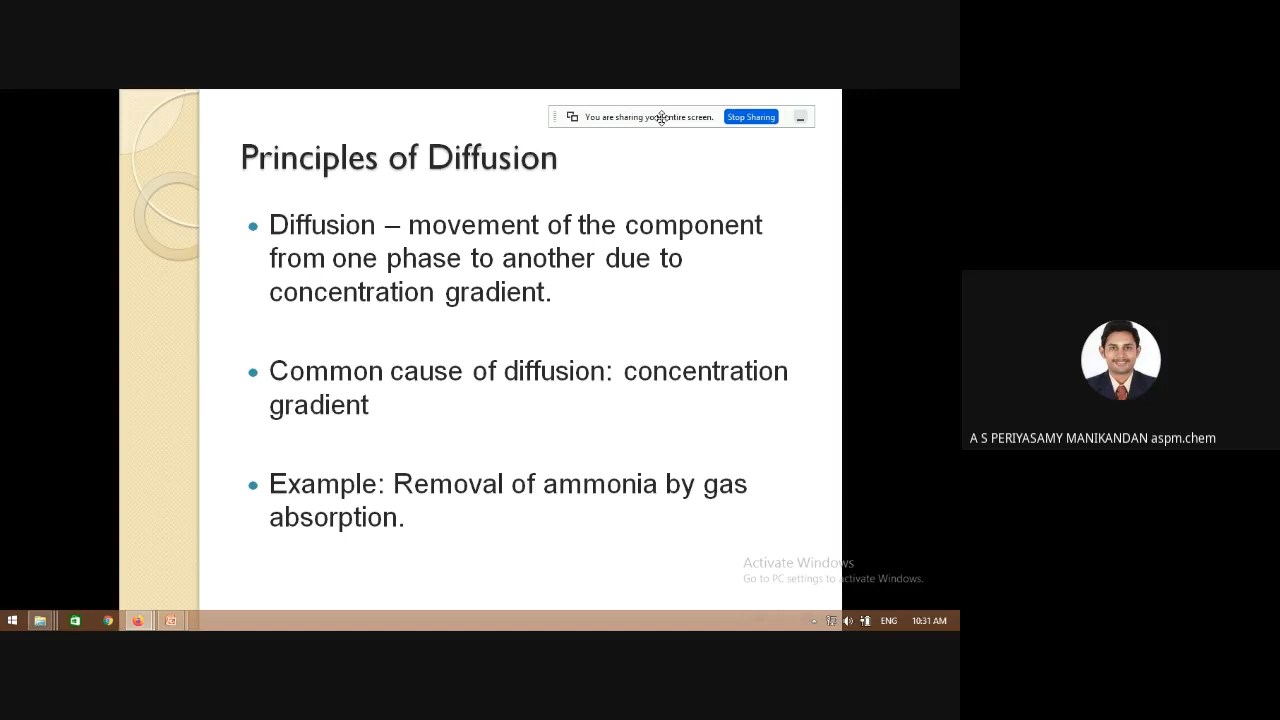 You are sharing your entire screen.
Stop Sharing
Principles of Diffusion
• Diffusion – movement of the component
from one phase to another due to
concentration gradient.
• Common cause of diffusion: concentration
gradient
• Example: Removal of ammonia by gas
absorption.
A S PERIYASAMY MANIKANDAN aspm.chem
Activate Windows
Go to PC settings to activate Windows.
ENG
10:31 AM